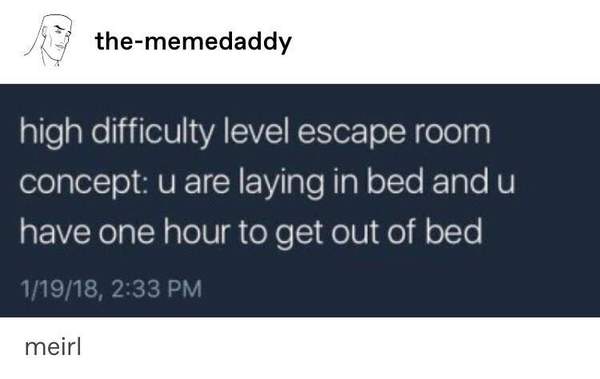 the-memedaddy
high difficulty level escape room
concept: u are laying in bed and u
have one hour to get out of bed
1/19/18, 2:33 PM
meirl